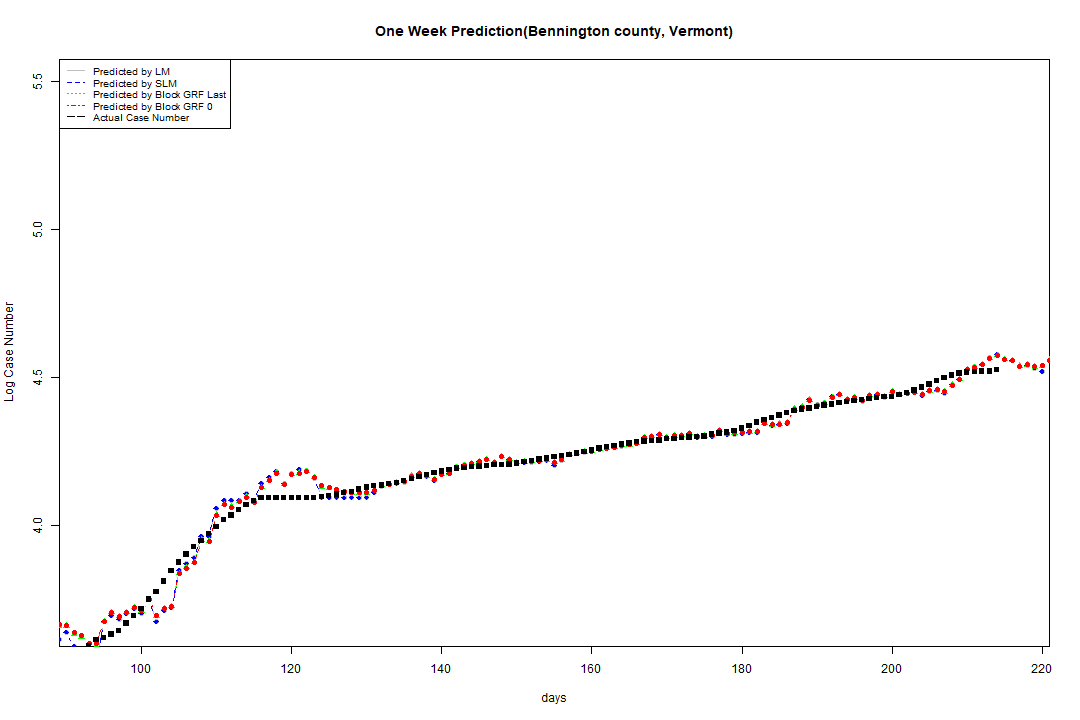 One Week Prediction(Bennington county, Vermont)
Predicted by LM
Predicted by SLM
Predicted by Block GRF Last
Predicted by Block GRF 0
Actual Case Number
5.5
5.0
4.5
4.0
Log Case Number
100 120 140 160 180 200 220
days